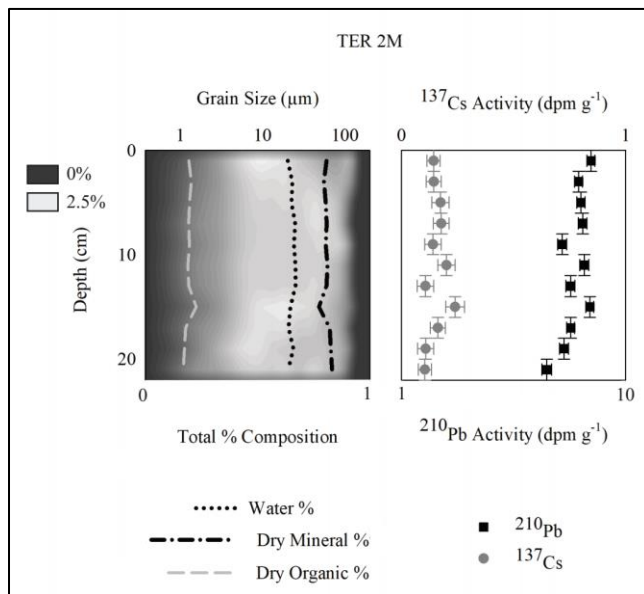 TER 2M
Grain Size (µm)
¹³⁷Cs Activity (dpm g⁻¹)
1 10 100
0 1
0%
2.5%
0
10
20
Depth (cm)
0 1
1 10
Total % Composition
²¹⁰Pb Activity (dpm g⁻¹)
Water %
Dry Mineral %
Dry Organic %
²¹⁰Pb
¹³⁷Cs